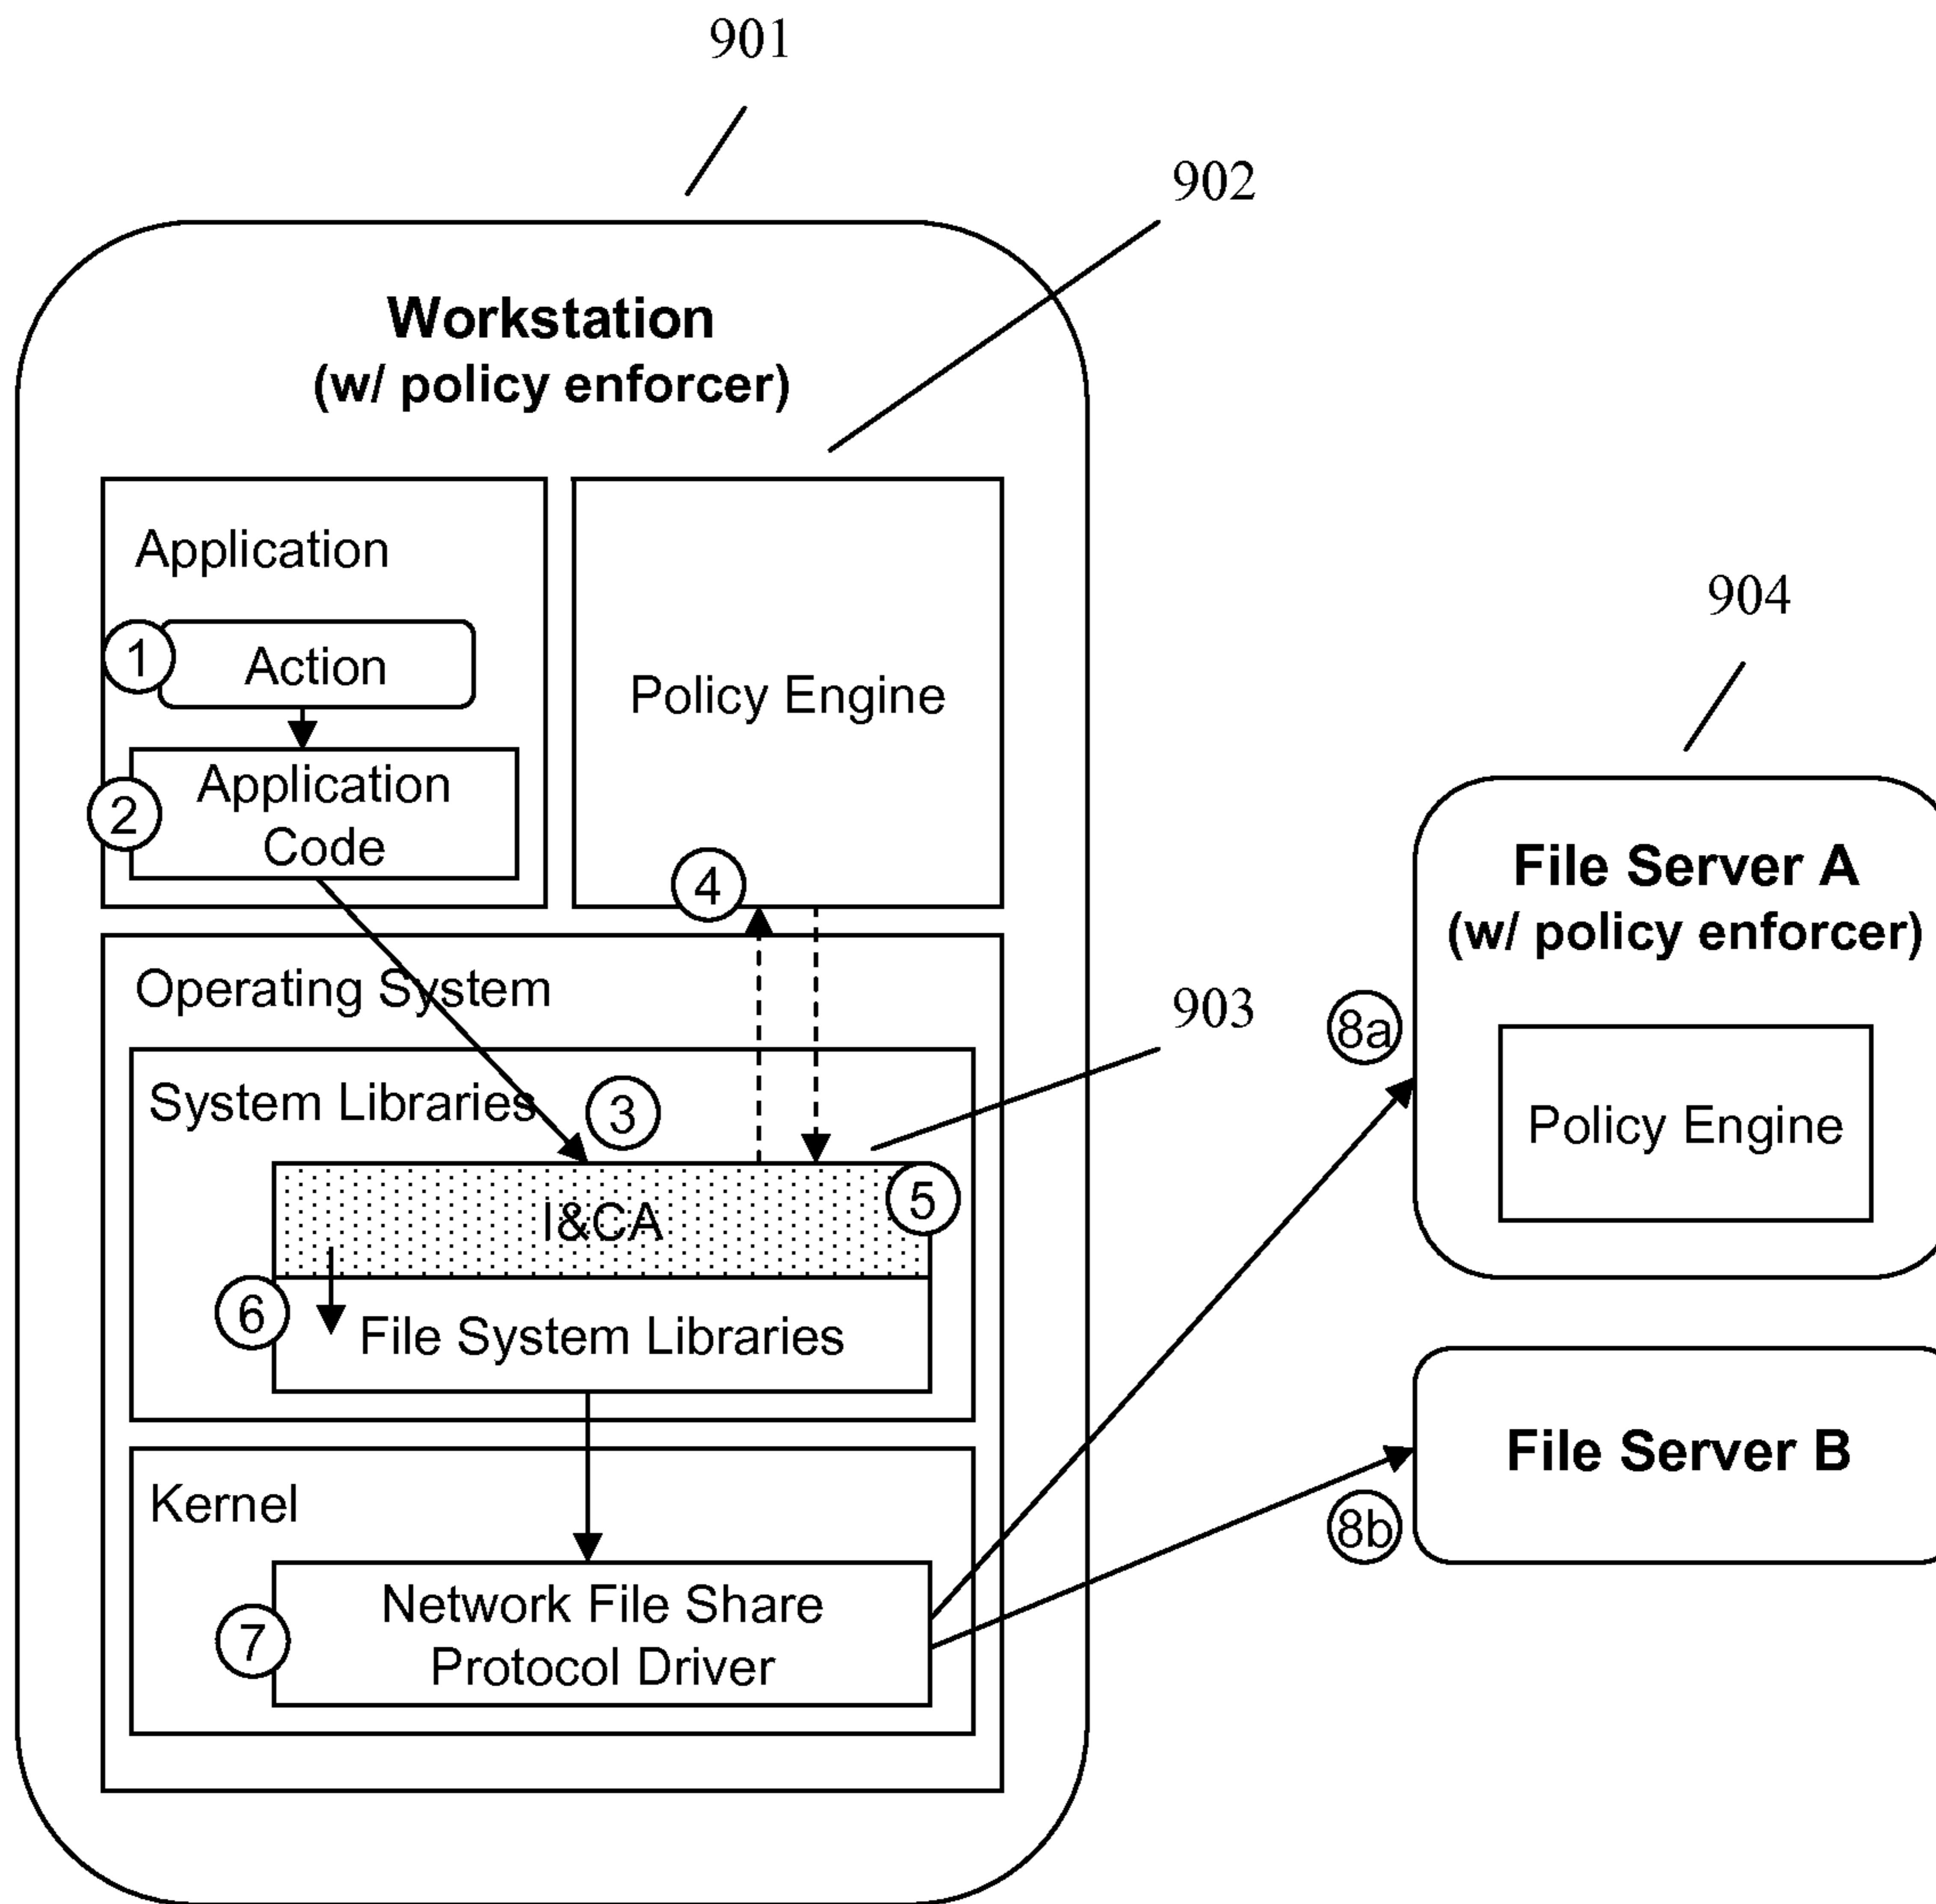 901
902
Workstation
(w/ policy enforcer)
Application
1
Action
Policy Engine
2
Application
Code
4
904
File Server A
(w/ policy enforcer)
Operating System
903
8a
System Libraries
3
Policy Engine
5
I&CA
6
File System Libraries
File Server B
8b
Kernel
7
Network File Share
Protocol Driver